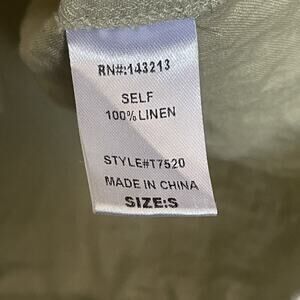 RN#:143213
SELF
100%LINEN
STYLE#T7520
MADE IN CHINA
SIZE:S